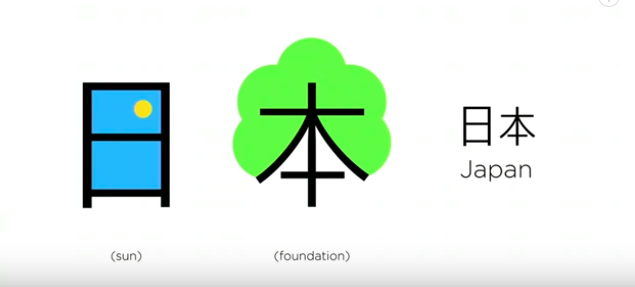 日 本
日本
Japan
(sun) (foundation)